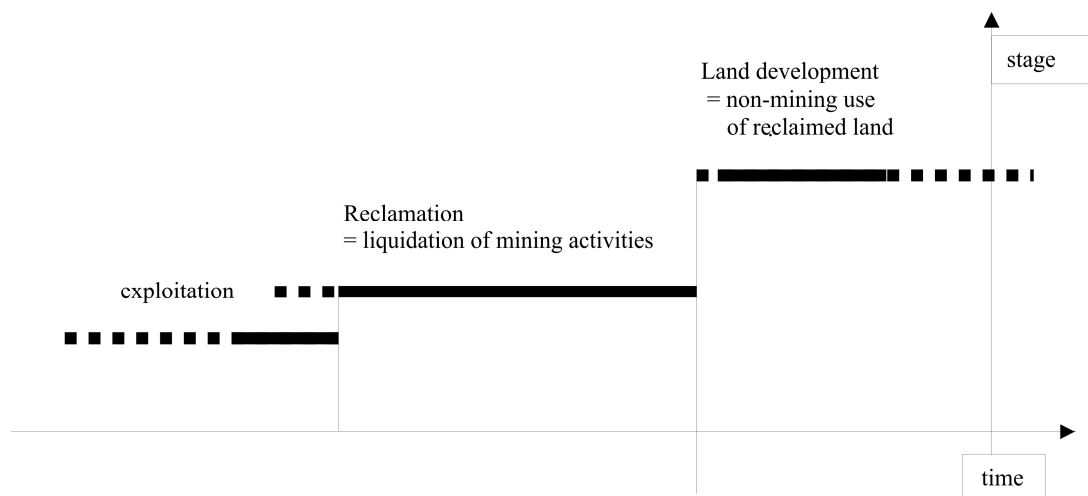 stage
Land development
= non-mining use
of reclaimed land
Reclamation
= liquidation of mining activities
cxploitation
time